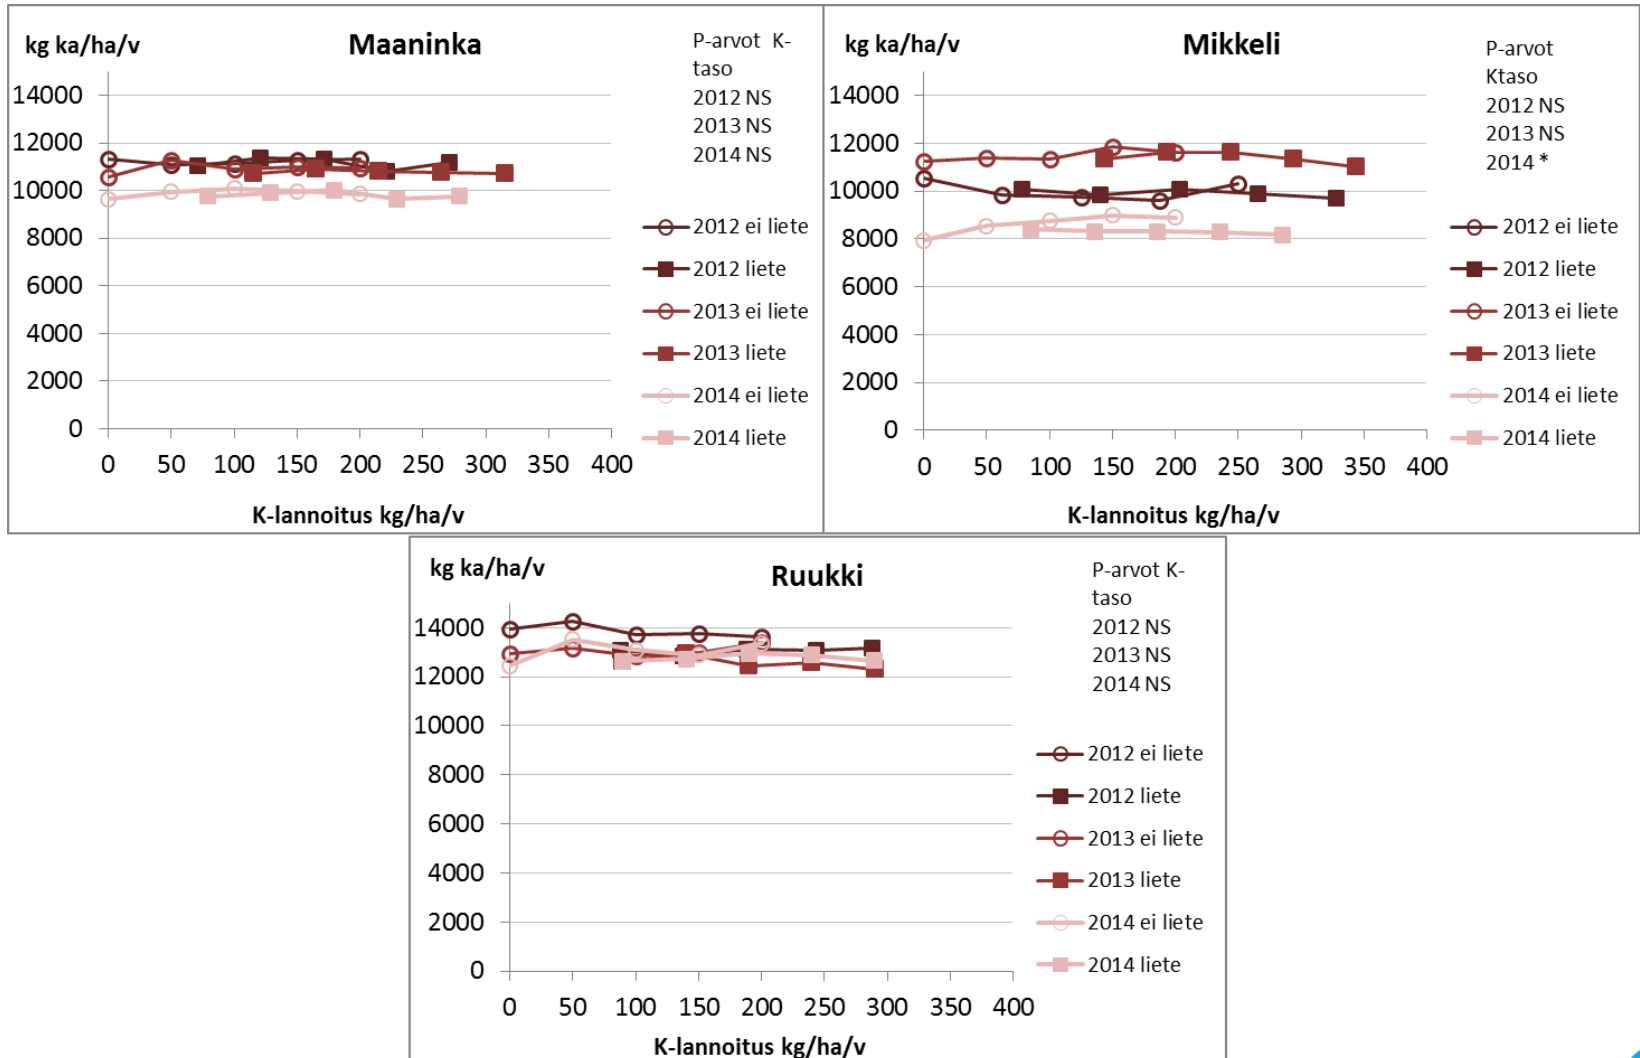 kg ka/ha/v
Maaninka
P-arvot K-
taso
2012 NS
2013 NS
2014 NS
14000
12000
10000
8000
6000
4000
2000
0
0 50 100 150 200 250 300 350 400
K-lannoitus kg/ha/v
2012 ei liete
2012 liete
2013 ei liete
2013 liete
2014 ei liete
2014 liete
kg ka/ha/v
Mikkeli
P-arvot
Ktaso
2012 NS
2013 NS
2014 *
14000
12000
10000
8000
6000
4000
2000
0
0 50 100 150 200 250 300 350 400
K-lannoitus kg/ha/v
2012 ei liete
2012 liete
2013 ei liete
2013 liete
2014 ei liete
2014 liete
kg ka/ha/v
Ruukki
P-arvot K-
taso
2012 NS
2013 NS
2014 NS
14000
12000
10000
8000
6000
4000
2000
0
0 50 100 150 200 250 300 350 400
K-lannoitus kg/ha/v
2012 ei liete
2012 liete
2013 ei liete
2013 liete
2014 ei liete
2014 liete